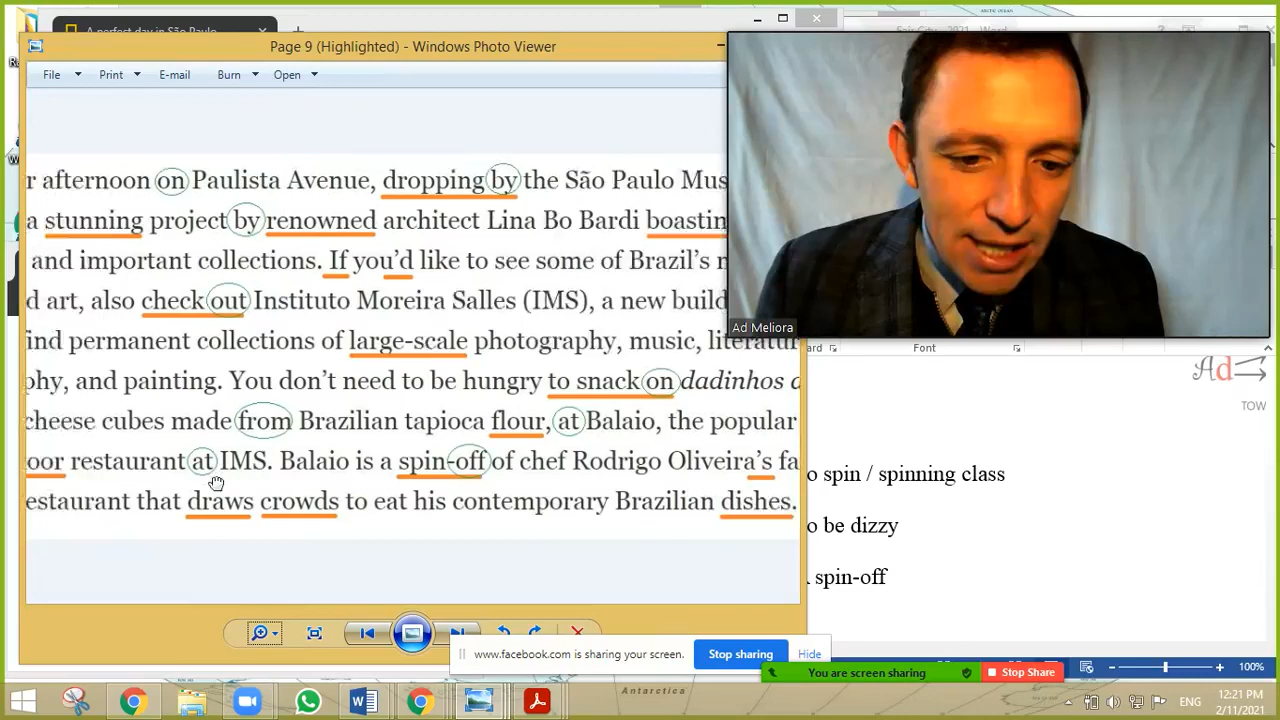 A perfect day in São Paulo
Page 9 (Highlighted) - Windows Photo Viewer
File Print E-mail Burn Open
r afternoon on Paulista Avenue, dropping by the São Paulo Mus
a stunning project by renowned architect Lina Bo Bardi boastin
and important collections. If you’d like to see some of Brazil’s
d art, also check out Instituto Moreira Salles (IMS), a new build
ind permanent collections of large-scale photography, music, literatur
phy, and painting. You don’t need to be hungry to snack on dadinhos d
cheese cubes made from Brazilian tapioca flour, at Balaio, the popular
oor restaurant at IMS. Balaio is a spin-off of chef Rodrigo Oliveira’s fa
estaurant that draws crowds to eat his contemporary Brazilian dishes.
Ad Meliora
ard Font
Ad
TOW
o spin / spinning class
o be dizzy
spin-off
www.facebook.com is sharing your screen. Stop sharing Hide
You are screen sharing Stop Share
100%
Antarctica
ENG
12:21 PM
2/11/2021